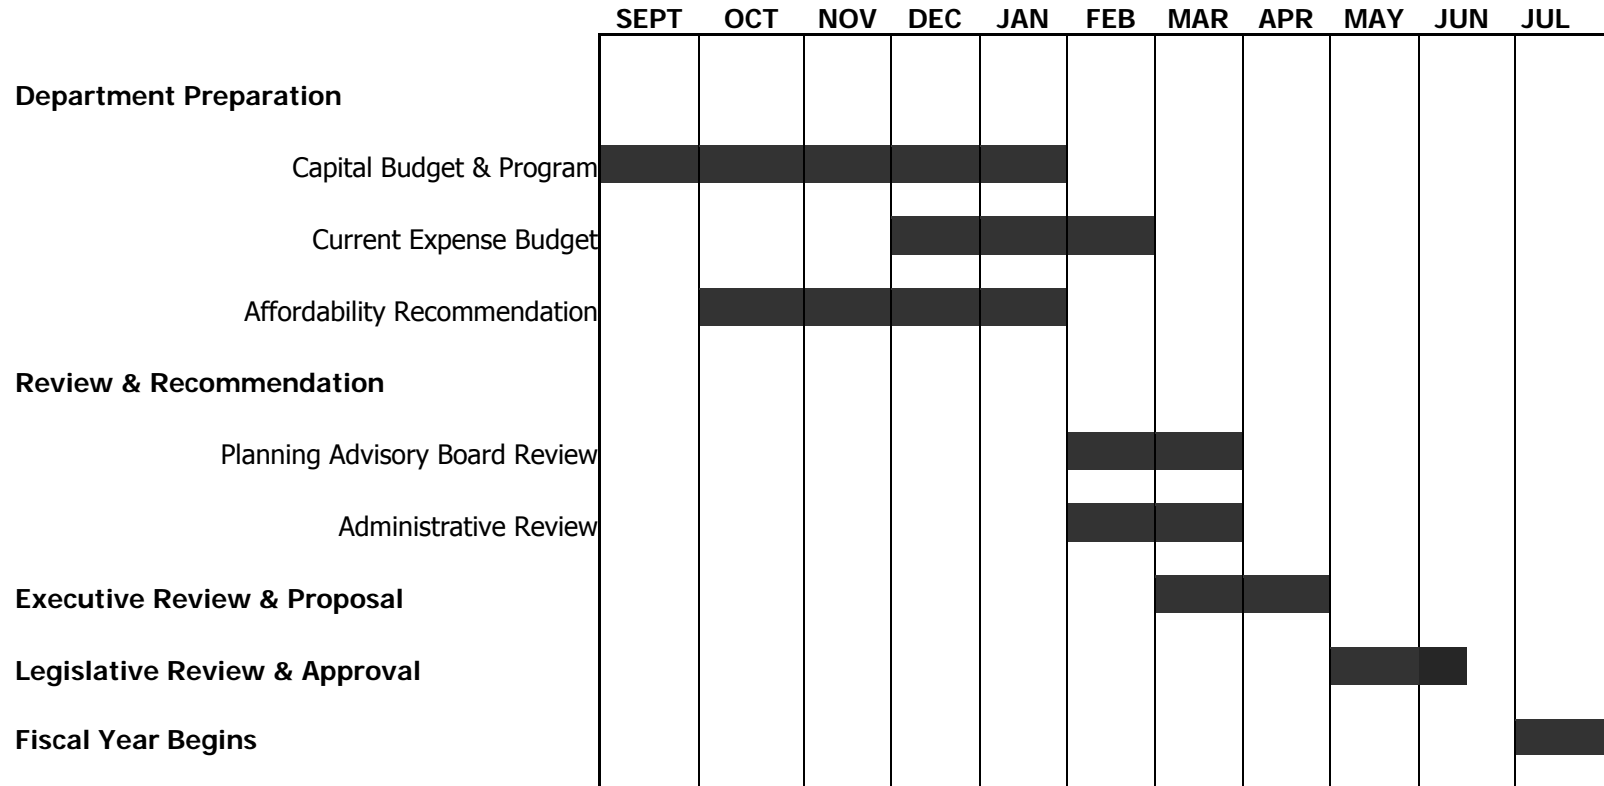 SEPT OCT NOV DEC JAN FEB MAR APR MAY JUN JUL
Department Preparation
Capital Budget & Program
Current Expense Budget
Affordability Recommendation
Review & Recommendation
Planning Advisory Board Review
Administrative Review
Executive Review & Proposal
Legislative Review & Approval
Fiscal Year Begins